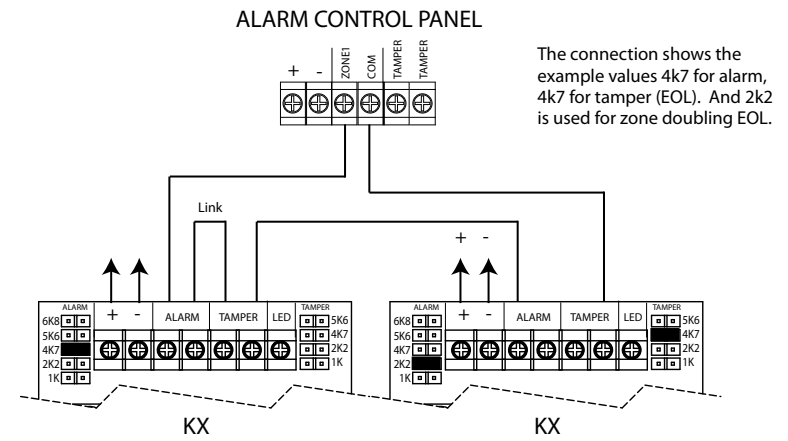 ALARM CONTROL PANEL
The connection shows the
example values 4k7 for alarm,
4k7 for tamper (EOL).  And 2k2
is used for zone doubling EOL.
+ - ZONE1 COM TAMPER TAMPER
Link
+ -
ALARM + - ALARM TAMPER LED TAMPER
6K8 5K6
5K6 4K7
4K7 2K2
2K2 1K
1K
KX
ALARM + - ALARM TAMPER LED TAMPER
6K8 5K6
5K6 4K7
4K7 2K2
2K2 1K
1K
KX